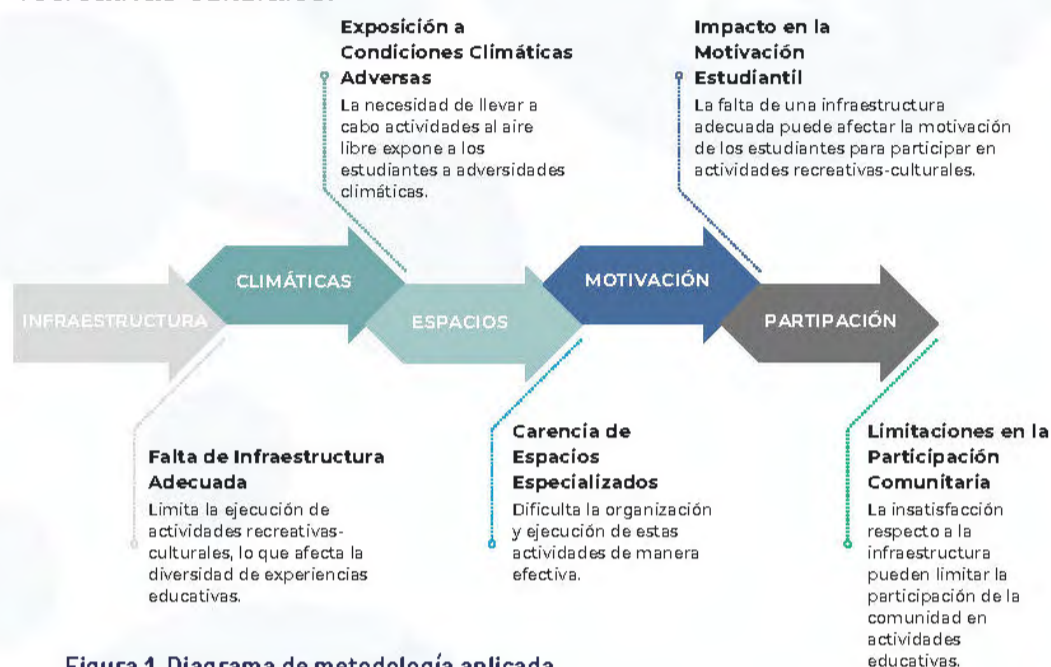 Exposición a
Condiciones Climáticas
Adversas
La necesidad de llevar a
cabo actividades al aire
libre expone a los
estudiantes a adversidades
climáticas.
Impacto en la
Motivación
Estudiantil
La falta de una infraestructura
adecuada puede afectar la motivación
de los estudiantes para participar en
actividades recreativas-culturales.
INFRAESTRUCTURA
CLIMÁTICAS
ESPACIOS
MOTIVACIÓN
PARTIPACIÓN
Falta de Infraestructura
Adecuada
Limita la ejecución de
actividades recreativas-
culturales, lo que afecta la
diversidad de experiencias
educativas.
Carencia de
Espacios
Especializados
Dificulta la organización
y ejecución de estas
actividades de manera
efectiva.
Limitaciones en la
Participación
Comunitaria
La insatisfacción
respecto a la
infraestructura
pueden limitar la
participación de la
comunidad en
actividades
educativas.
Figura 1. Diagrama de metodología aplicada